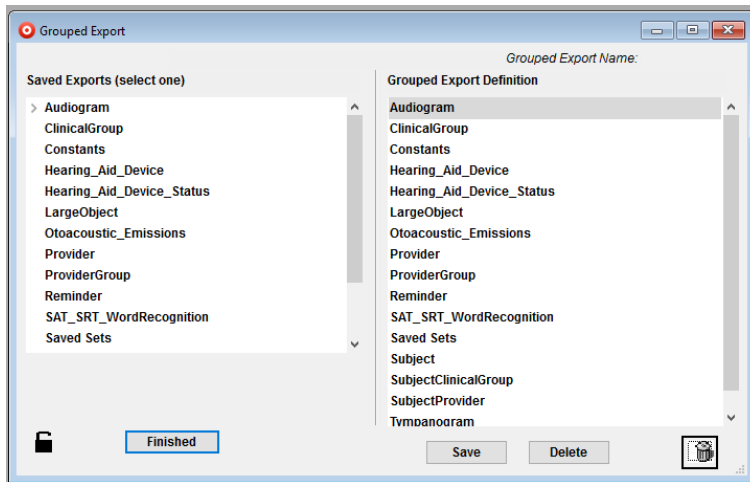 Grouped Export
Grouped Export Name:
Saved Exports (select one)
Audiogram
ClinicalGroup
Constants
Hearing_Aid_Device
Hearing_Aid_Device_Status
LargeObject
Otoacoustic_Emissions
Provider
ProviderGroup
Reminder
SAT_SRT_WordRecognition
Saved Sets
Finished
Grouped Export Definition
Audiogram
ClinicalGroup
Constants
Hearing_Aid_Device
Hearing_Aid_Device_Status
LargeObject
Otoacoustic_Emissions
Provider
ProviderGroup
Reminder
SAT_SRT_WordRecognition
Saved Sets
Subject
SubjectClinicalGroup
SubjectProvider
Tympanogram
Save
Delete